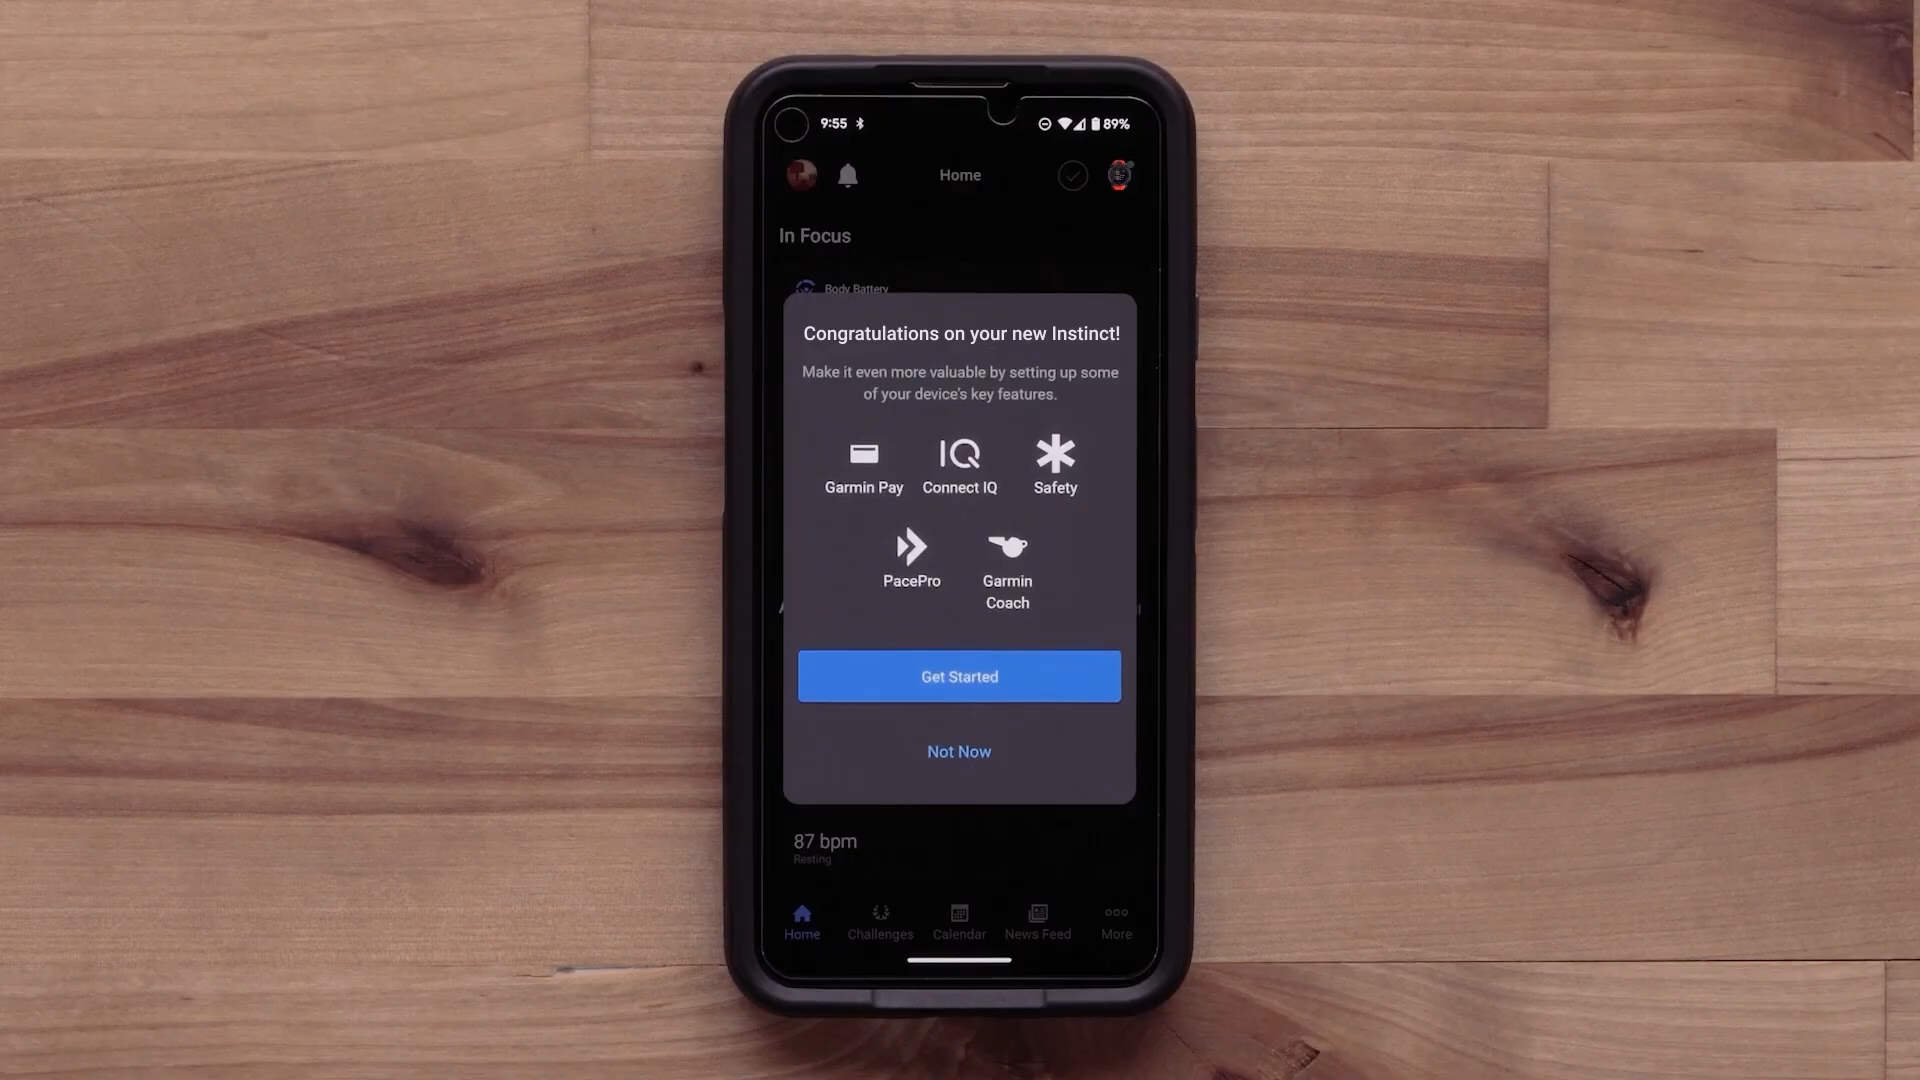 9:55
89%
Home
In Focus
Body Battery
Congratulations on your new Instinct!
Make it even more valuable by setting up some
of your device's key features.
Garmin Pay
IQ
Connect IQ
Safety
PacePro
Garmin
Coach
Get Started
Not Now
87 bpm
Resting
Home
Challenges
Calendar
News Feed
More